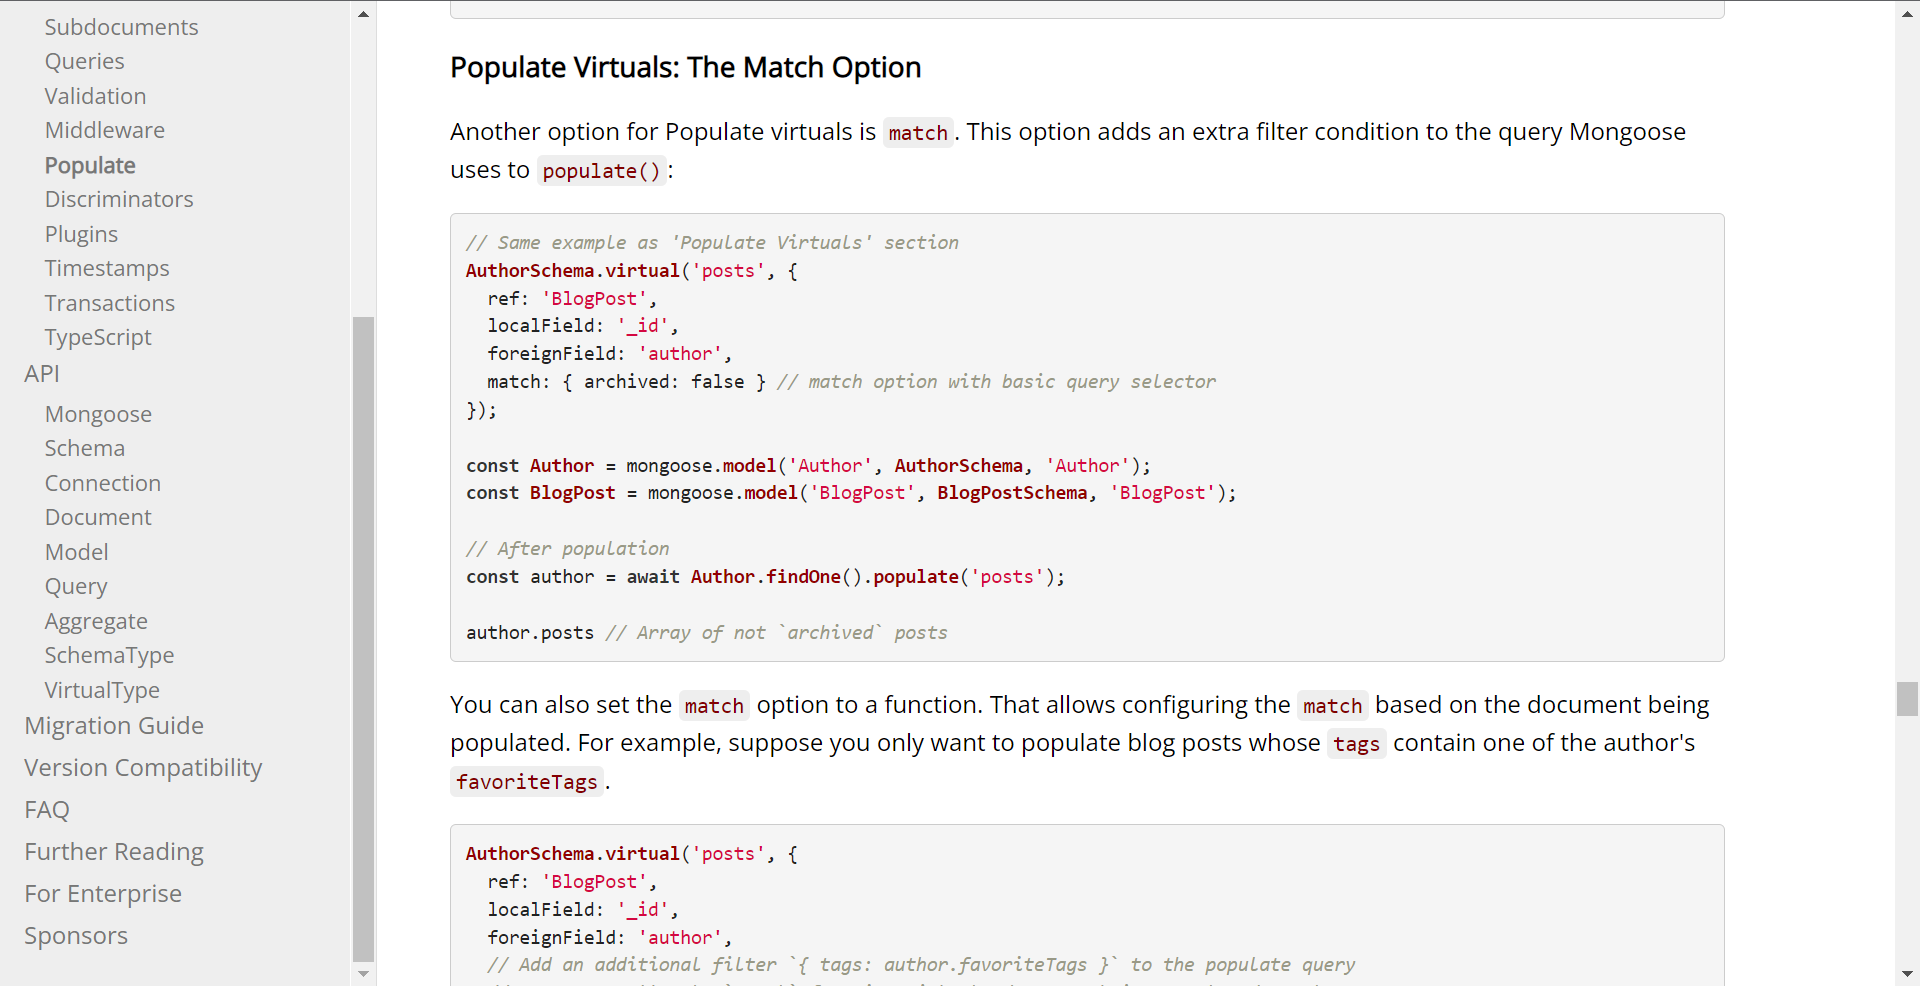 Subdocuments
Queries
Validation
Middleware
Populate
Discriminators
Plugins
Timestamps
Transactions
TypeScript
API
Mongoose
Schema
Connection
Document
Model
Query
Aggregate
SchemaType
VirtualType
Migration Guide
Version Compatibility
FAQ
Further Reading
For Enterprise
Sponsors
Populate Virtuals: The Match Option
Another option for Populate virtuals is match. This option adds an extra filter condition to the query Mongoose
uses to populate():
// Same example as 'Populate Virtuals' section
AuthorSchema.virtual('posts', {
  ref: 'BlogPost',
  localField: '_id',
  foreignField: 'author',
  match: { archived: false } // match option with basic query selector
});
const Author = mongoose.model('Author', AuthorSchema, 'Author');
const BlogPost = mongoose.model('BlogPost', BlogPostSchema, 'BlogPost');
// After population
const author = await Author.findOne().populate('posts');
author.posts // Array of not `archived` posts
You can also set the match option to a function. That allows configuring the match based on the document being
populated. For example, suppose you only want to populate blog posts whose tags contain one of the author's
favoriteTags.
AuthorSchema.virtual('posts', {
  ref: 'BlogPost',
  localField: '_id',
  foreignField: 'author',
  // Add an additional filter `{ tags: author.favoriteTags }` to the populate query